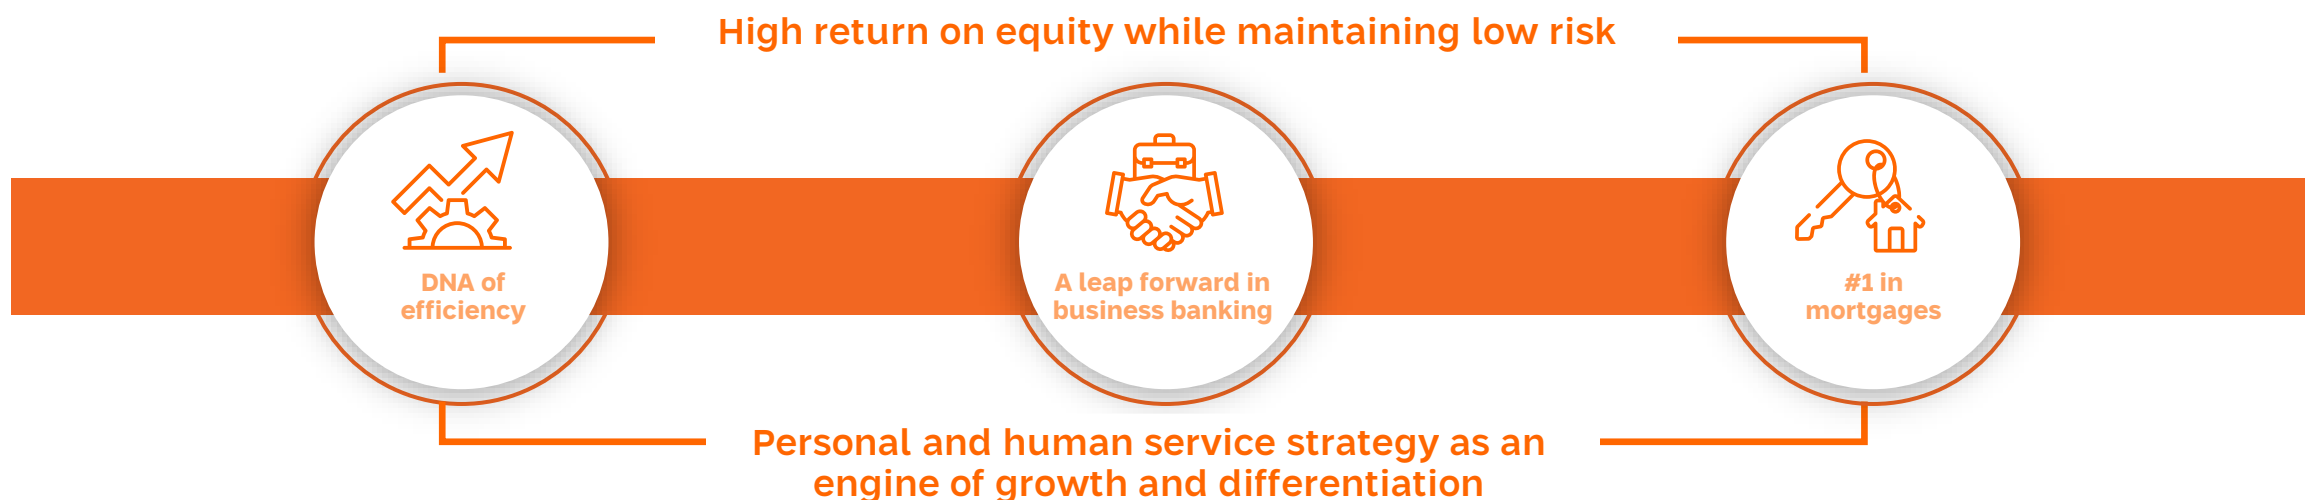 High return on equity while maintaining low risk
DNA of
efficiency
A leap forward in
business banking
#1 in
mortgages
Personal and human service strategy as an
engine of growth and differentiation